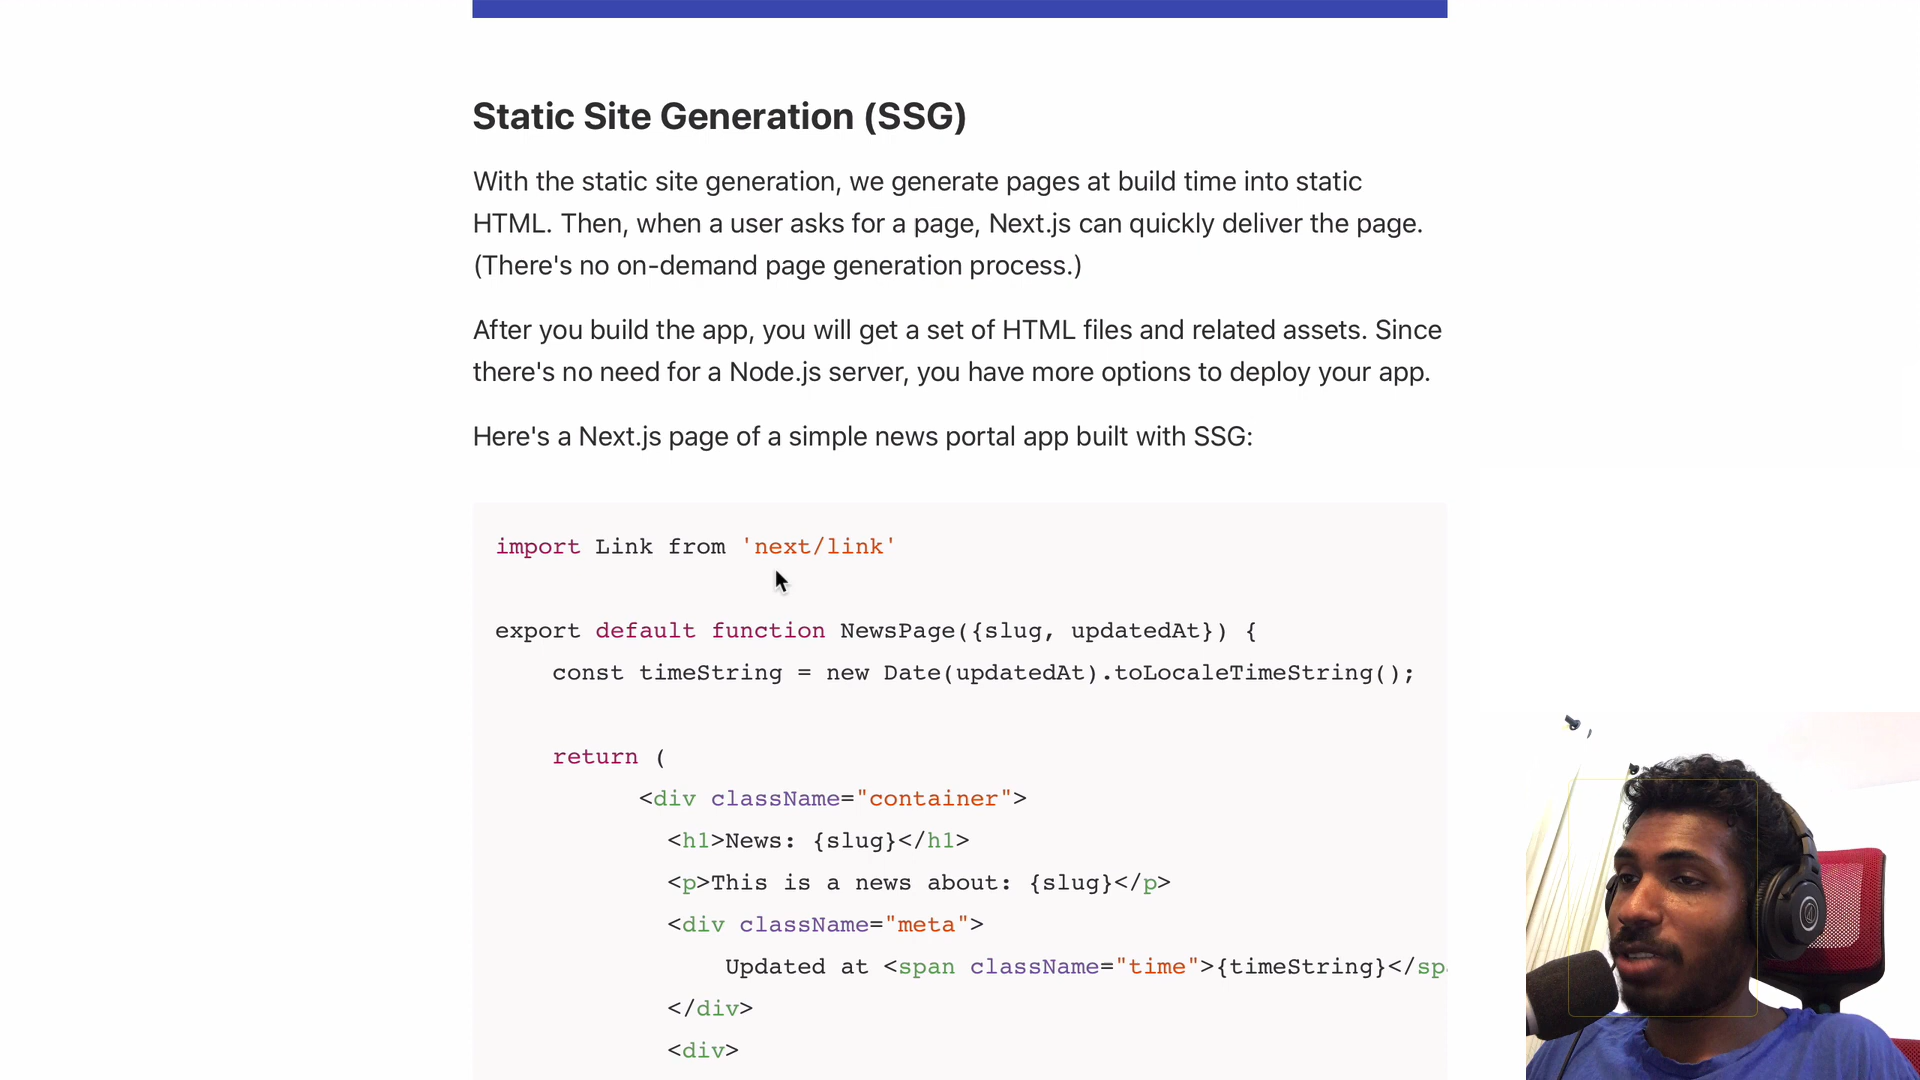 Static Site Generation (SSG)
With the static site generation, we generate pages at build time into static
HTML. Then, when a user asks for a page, Next.js can quickly deliver the page.
(There's no on-demand page generation process.)
After you build the app, you will get a set of HTML files and related assets. Since
there's no need for a Node.js server, you have more options to deploy your app.
Here's a Next.js page of a simple news portal app built with SSG:
import Link from 'next/link'
export default function NewsPage({slug, updatedAt}) {
    const timeString = new Date(updatedAt).toLocaleTimeString();
    return (
          <div className="container">
            <h1>News: {slug}</h1>
            <p>This is a news about: {slug}</p>
            <div className="meta">
                Updated at <span className="time">{timeString}</sp
            </div>
            <div>